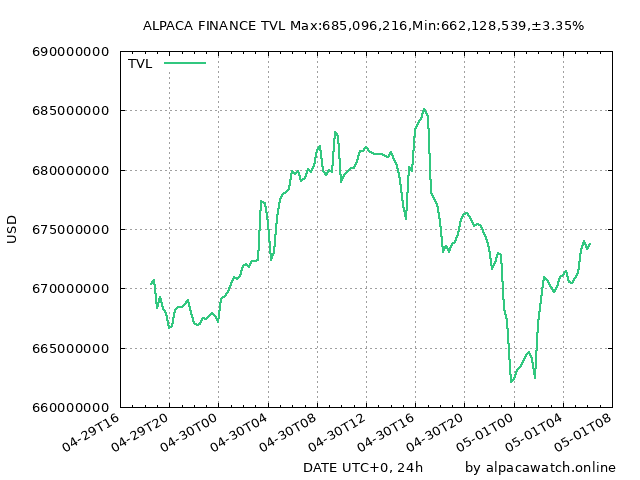 ALPACA FINANCE TVL Max:685,096,216,Min:662,128,539,±3.35%
690000000
TVL
685000000
680000000
675000000
USD
670000000
665000000
660000000
04-29T16 04-29T20 04-30T00 04-30T04 04-30T08 04-30T12 04-30T16 04-30T20 05-01T00 05-01T04 05-01T08
DATE UTC+0, 24h by alpacawatch.online